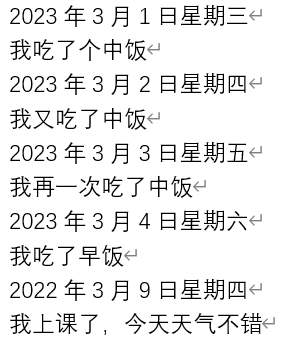 2023 年 3 月 1 日星期三
我吃了个中饭
2023 年 3 月 2 日星期四
我又吃了中饭
2023 年 3 月 3 日星期五
我再一次吃了中饭
2023 年 3 月 4 日星期六
我吃了早饭
2022 年 3 月 9 日星期四
我上课了，今天天气不错